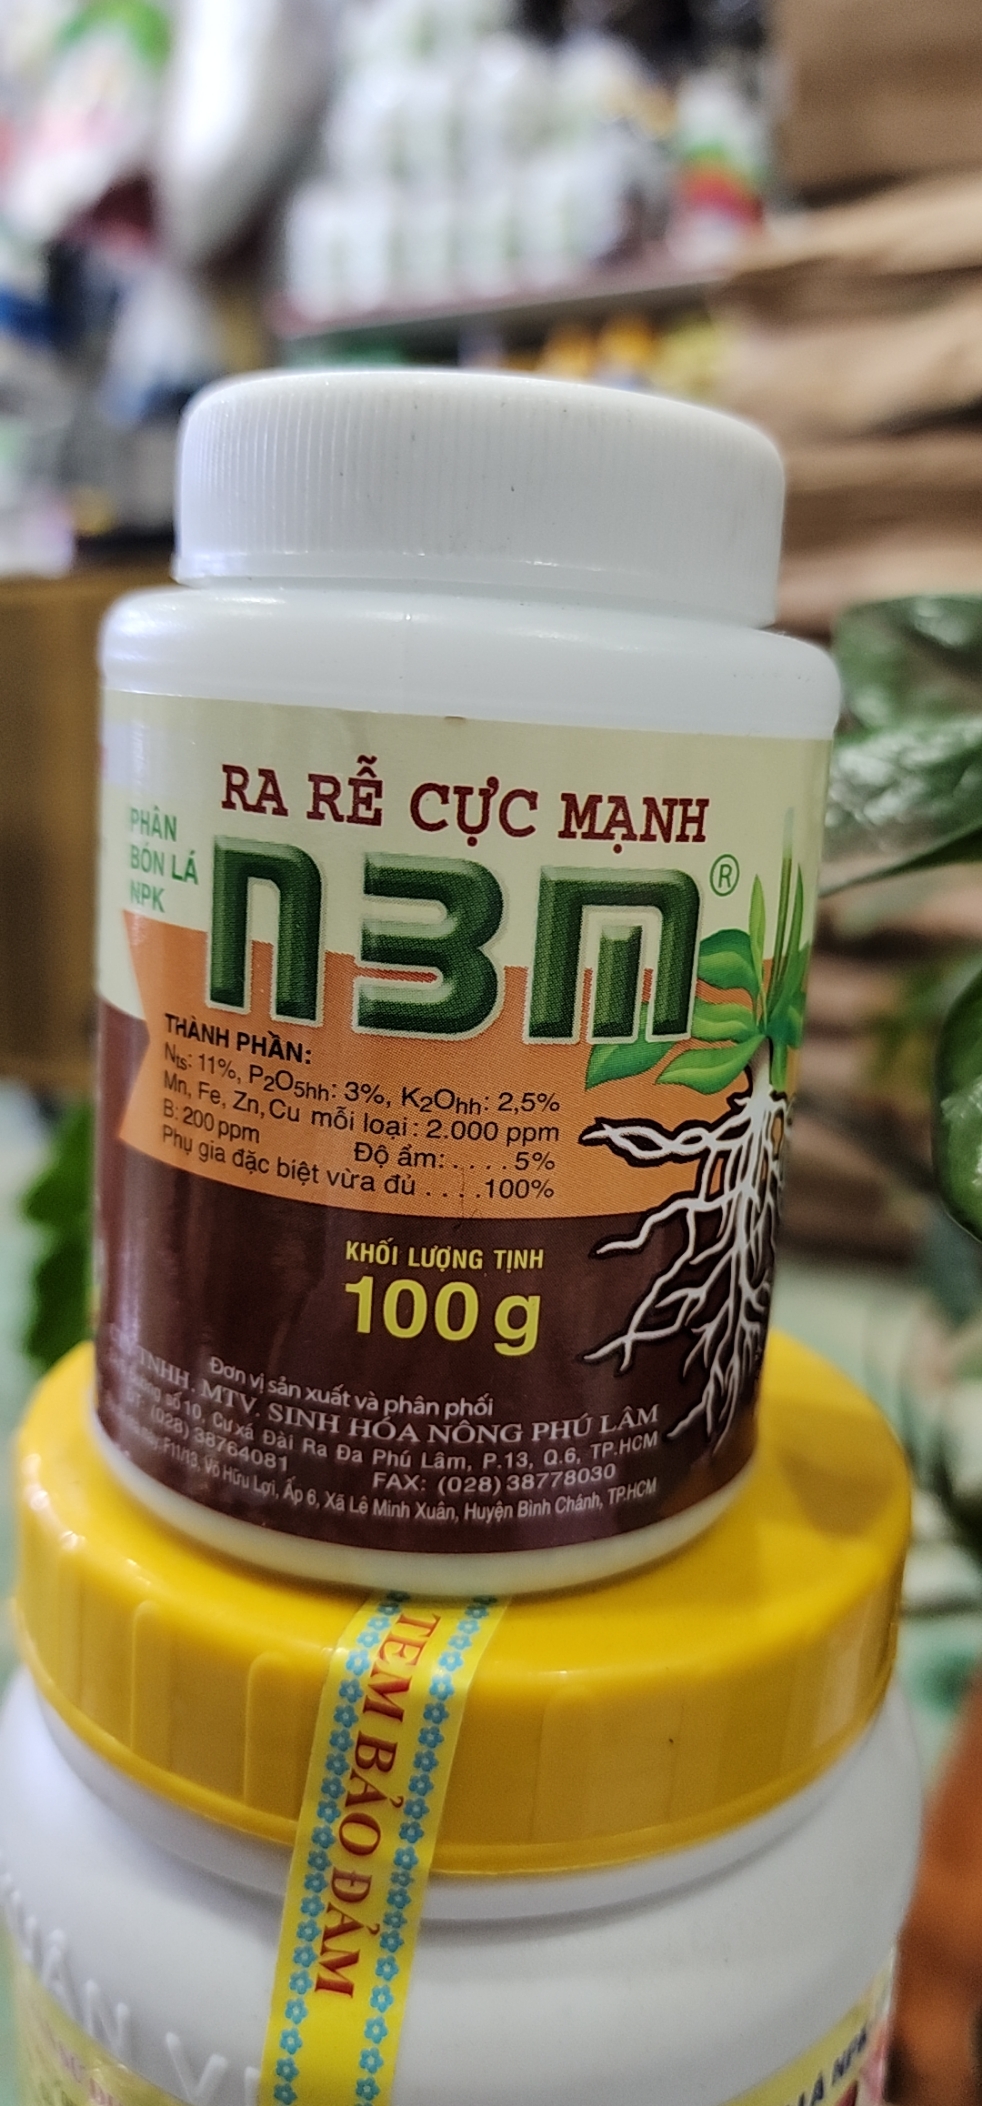 RA RỄ CỰC MẠNH
PHÂN
BÓN LÁ
NPK
n3m®
THÀNH PHẦN:
Nts: 11%, P2O5hh: 3%, K2Ohh: 2,5%
Mn, Fe, Zn, Cu mỗi loại: 2.000 ppm
B: 200 ppm Độ ẩm:....5%
Phụ gia đặc biệt vừa đủ ....100%
KHỐI LƯỢNG TỊNH
100 g
Đơn vị sản xuất và phân phối
TNHH. MTV. SINH HÓA NÔNG PHÚ LÂM
Đường số 10, Cư xá Đài Ra Đa Phú Lâm, P.13, Q.6, TP.HCM
ĐT: (028) 38764081 FAX: (028) 38778030
F11/13, Võ Hữu Lợi, Ấp 6, Xã Lê Minh Xuân, Huyện Bình Chánh, TP.HCM
TEM BẢO ĐẢM